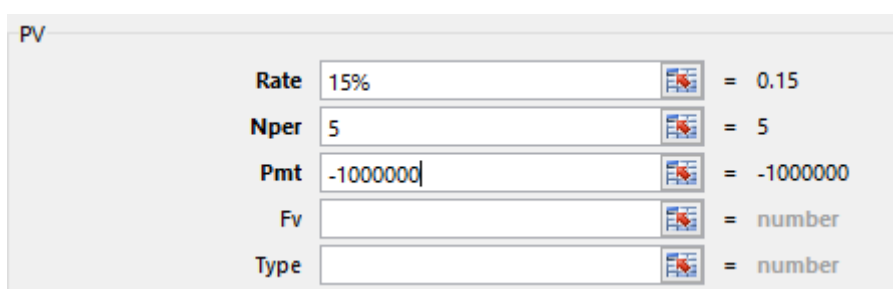 PV
Rate 15% = 0.15
Nper 5 = 5
Pmt -1000000 = -1000000
Fv = number
Type = number